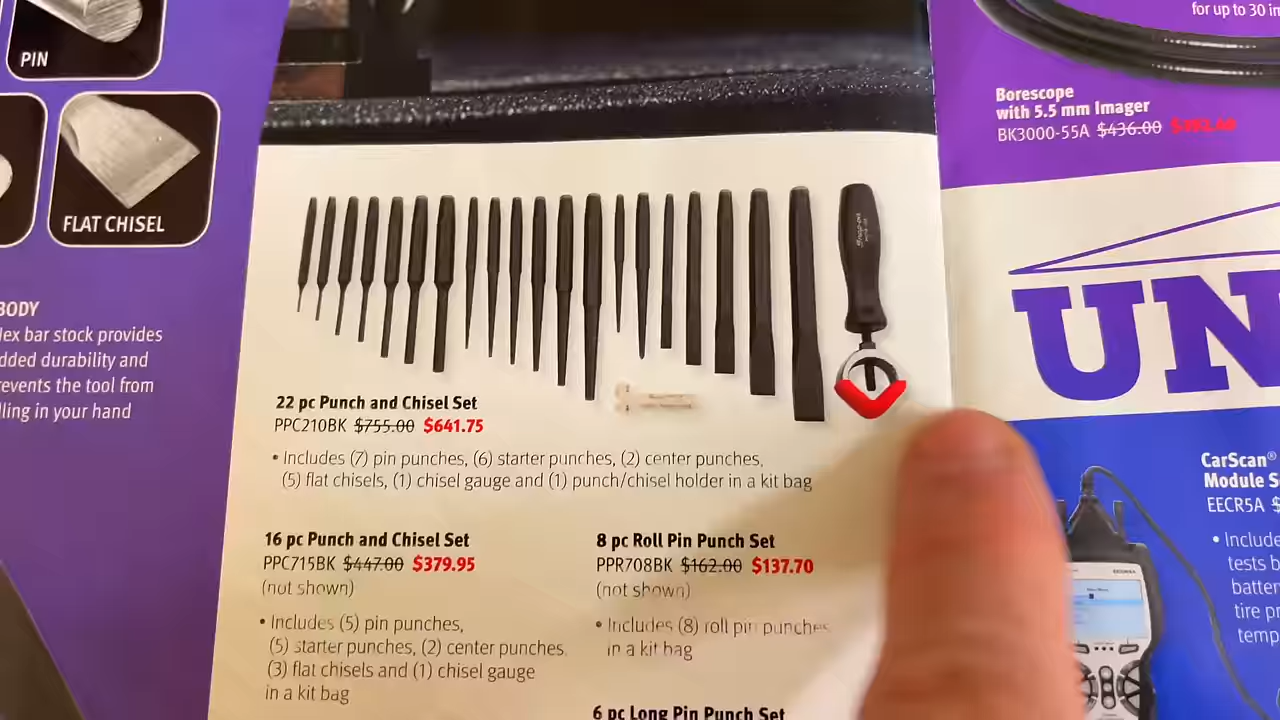 PIN
FLAT CHISEL
BODY
lex bar stock provides
dded durability and
revents the tool from
lling in your hand
22 pc Punch and Chisel Set
PPC210BK $755.00 $641.75
• Includes (7) pin punches, (6) starter punches, (2) center punches,
(5) flat chisels, (1) chisel gauge and (1) punch/chisel holder in a kit bag
16 pc Punch and Chisel Set
PPC715BK $447.00 $379.95
(not shown)
• Includes (5) pin punches,
(5) starter punches, (2) center punches,
(3) flat chisels and (1) chisel gauge
in a kit bag
8 pc Roll Pin Punch Set
PPR708BK $162.00 $137.70
(not shown)
• Includes (8) roll pin punches
in a kit bag
6 pc Long Pin Punch Set
for up to 30 in
Borescope
with 5.5 mm Imager
BK3000-55A $436.00
UN
CarScan®
Module S
EECR5A $
• Include
tests b
batter
tire pr
temp